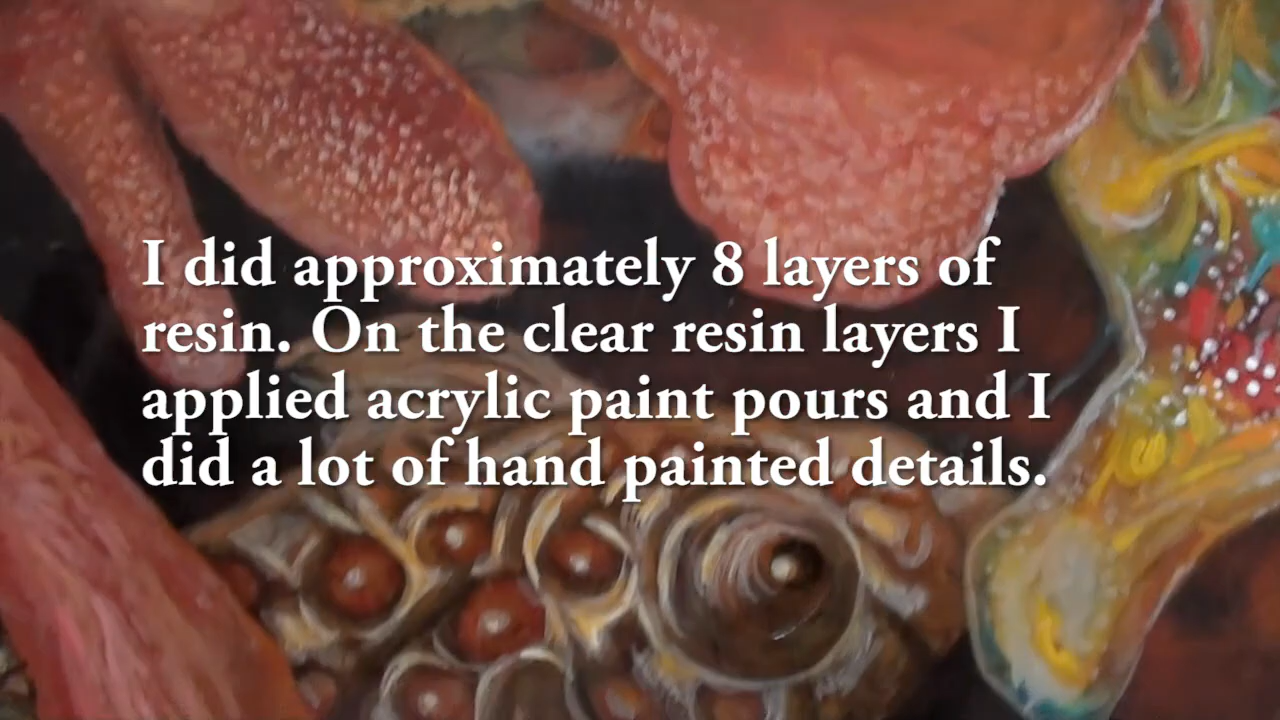 I did approximately 8 layers of
resin. On the clear resin layers I
applied acrylic paint pours and I
did a lot of hand painted details.